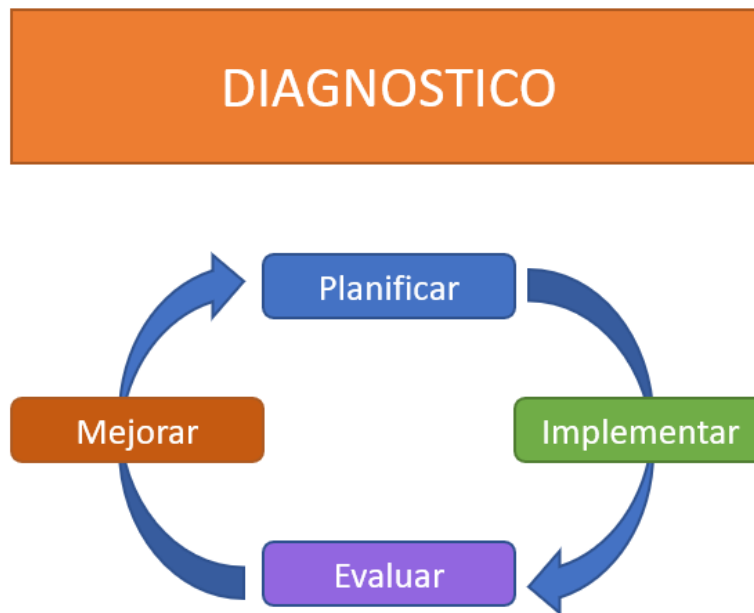 DIAGNOSTICO
Planificar
Mejorar
Implementar
Evaluar